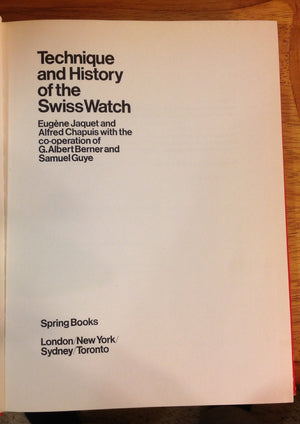 Technique
and History
of the
Swiss Watch
Eugène Jaquet and
Alfred Chapuis with the
co-operation of
G. Albert Berner and
Samuel Guye
Spring Books
London/New York/
Sydney/Toronto